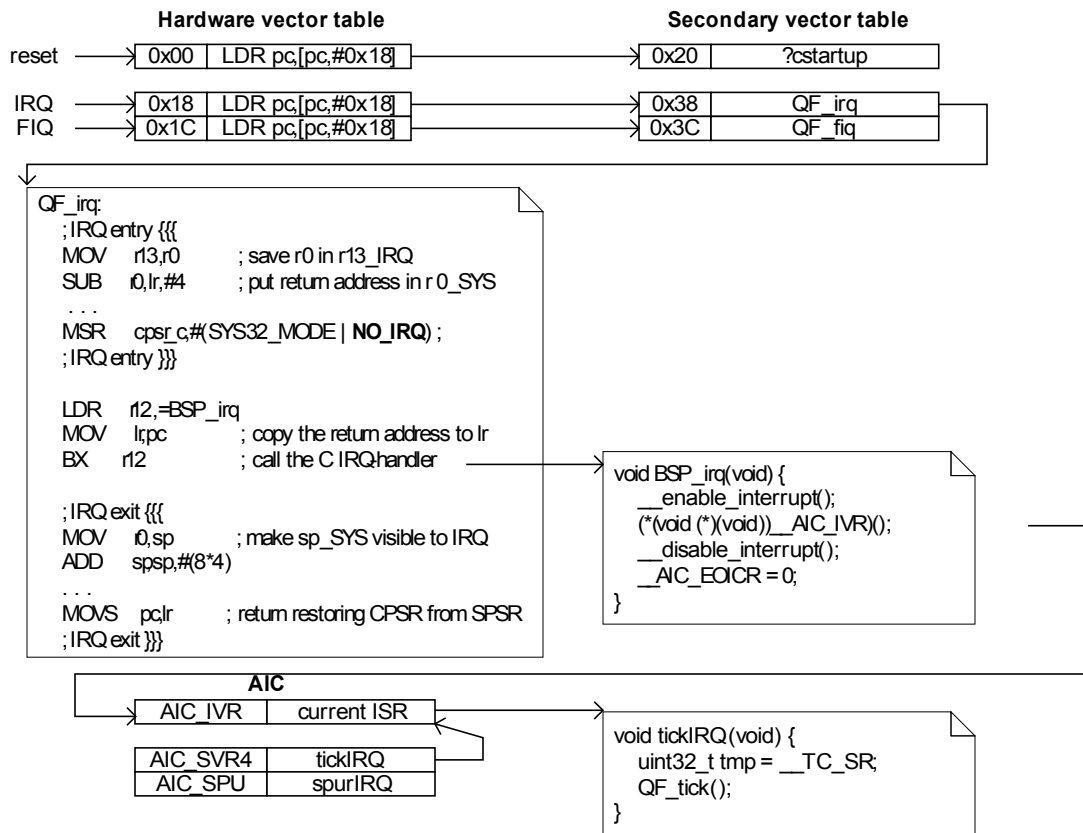 Hardware vector table Secondary vector table
reset 0x00 LDR pc,[pc,#0x18] 0x20 ?cstartup
IRQ 0x18 LDR pc,[pc,#0x18] 0x38 QF_irq
FIQ 0x1C LDR pc,[pc,#0x18] 0x3C QF_fiq
QF_irq:
;IRQ entry {{{
MOV r13,r0 ; save r0 in r13_IRQ
SUB r0,lr,#4 ; put return address in r 0_SYS
. . .
MSR cpsr_c,#(SYS32_MODE | NO_IRQ) ;
;IRQ entry }}}
LDR r12,=BSP_irq
MOV lr,pc ; copy the return address to lr
BX r12 ; call the C IRQ-handler
;IRQ exit {{{
MOV r0,sp ; make sp_SYS visible to IRQ
ADD sp,sp,#(8*4)
. . .
MOVS pc,lr ; return restoring CPSR from SPSR
;IRQ exit }}}
void BSP_irq(void) {
__enable_interrupt();
(*(void (*)(void))__AIC_IVR)();
__disable_interrupt();
__AIC_EOICR = 0;
}
AIC
AIC_IVR current ISR
AIC_SVR4 tickIRQ
AIC_SPU spurIRQ
void tickIRQ(void) {
uint32_t tmp = __TC_SR;
QF_tick();
}